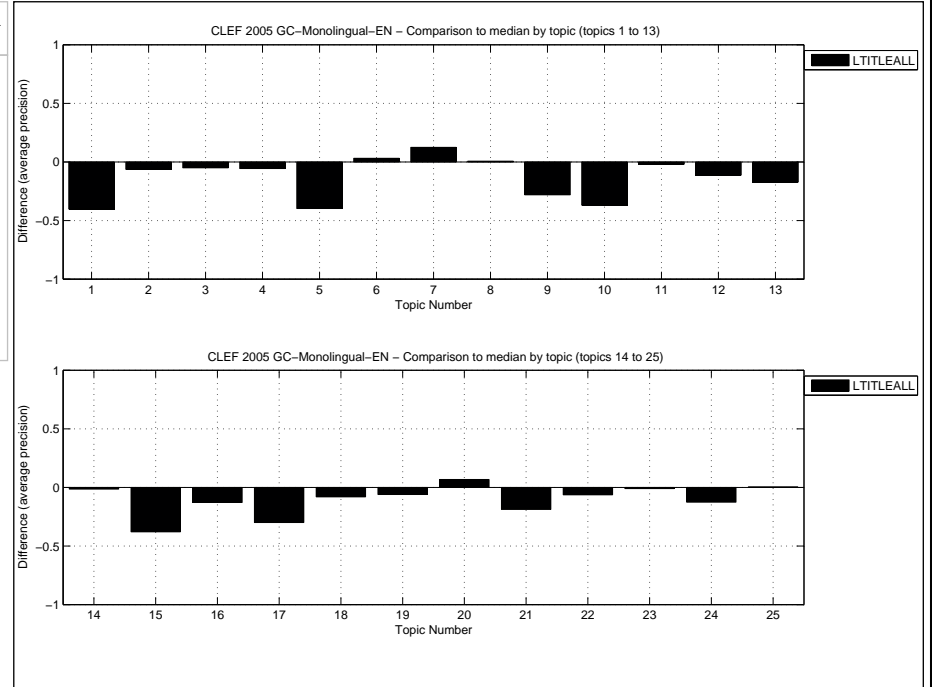 CLEF 2005 GC−Monolingual−EN − Comparison to median by topic (topics 1 to 13)
LTITLEALL
Difference (average precision)
1
0.5
0
−0.5
−1
1 2 3 4 5 6 7 8 9 10 11 12 13
Topic Number
CLEF 2005 GC−Monolingual−EN − Comparison to median by topic (topics 14 to 25)
LTITLEALL
Difference (average precision)
1
0.5
0
−0.5
−1
14 15 16 17 18 19 20 21 22 23 24 25
Topic Number